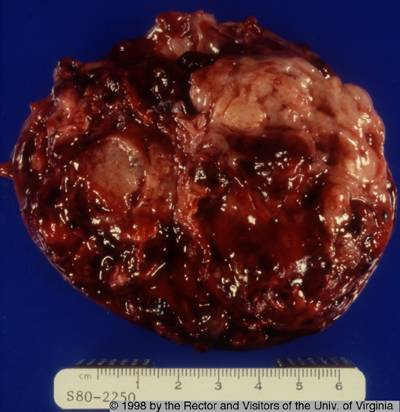 cm 1 2 3 4 5 6
S80-2250
© 1998 by the Rector and Visitors of the Univ. of Virginia